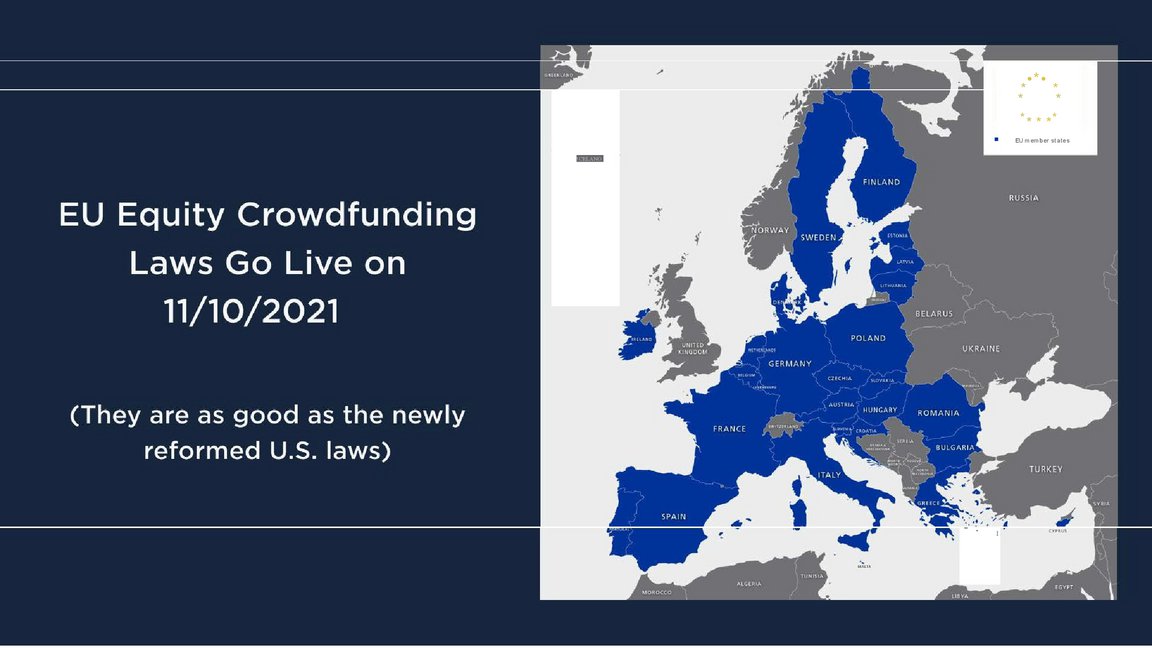 EU Equity Crowdfunding
Laws Go Live on
11/10/2021
(They are as good as the newly
reformed U.S. laws)
GREENLAND
EU member states
ICELAND
FINLAND
RUSSIA
NORWAY
SWEDEN
ESTONIA
LATVIA
LITHUANIA
BELARUS
IRELAND
UNITED
KINGDOM
POLAND
UKRAINE
NETHERLANDS
GERMANY
BELGIUM
CZECHIA
SLOVAKIA
AUSTRIA
HUNGARY
ROMANIA
FRANCE
SWITZERLAND
SLOVENIA
CROATIA
SERBIA
BULGARIA
ITALY
TURKEY
SPAIN
GREECE
SYRIA
CYPRUS
MALTA
TUNISIA
ALGERIA
MOROCCO
LIBYA
EGYPT